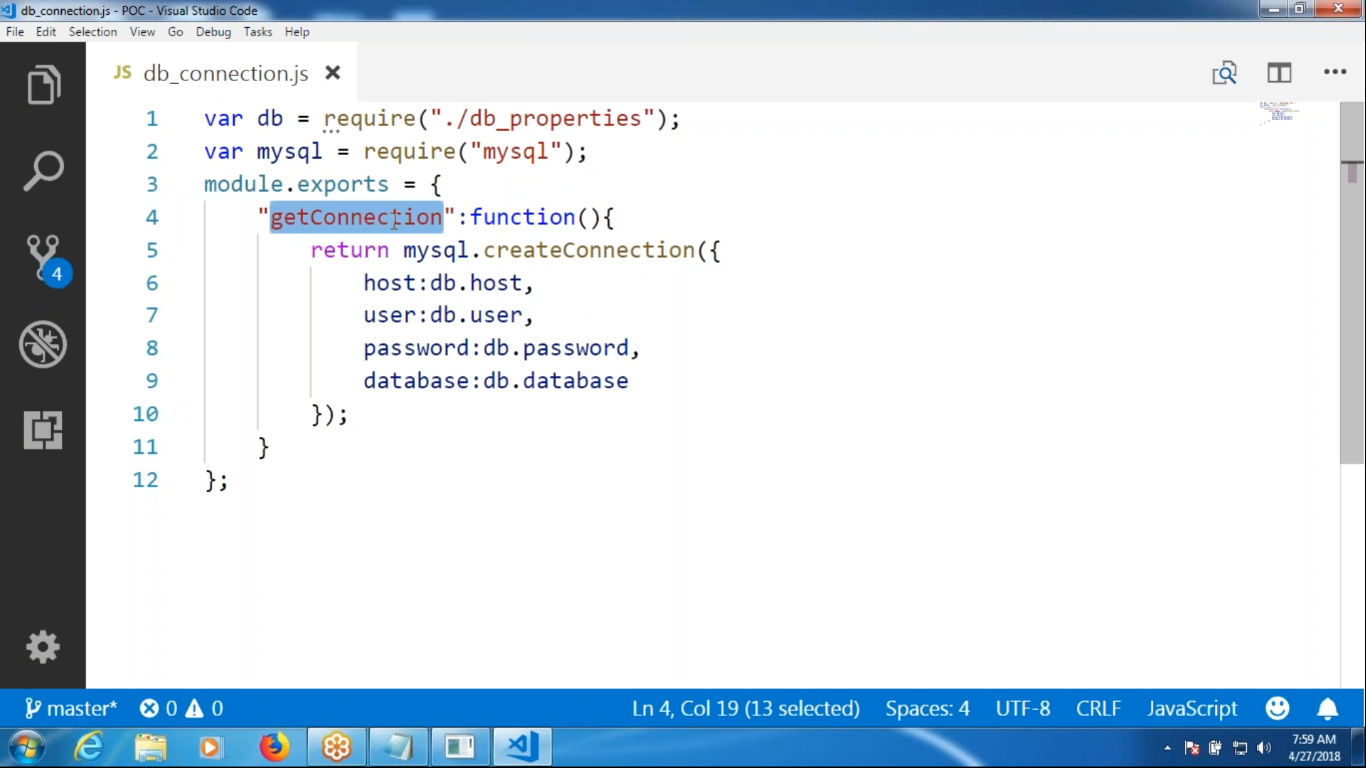 db_connection.js - POC - Visual Studio Code
File Edit Selection View Go Debug Tasks Help
JS db_connection.js
1 var db = require("./db_properties");
2 var mysql = require("mysql");
3 module.exports = {
4 "getConnection":function(){
5 return mysql.createConnection({
6 host:db.host,
7 user:db.user,
8 password:db.password,
9 database:db.database
10 });
11 }
12 };
4
master* 0 0 Ln 4, Col 19 (13 selected) Spaces: 4 UTF-8 CRLF JavaScript
7:59 AM
4/27/2018